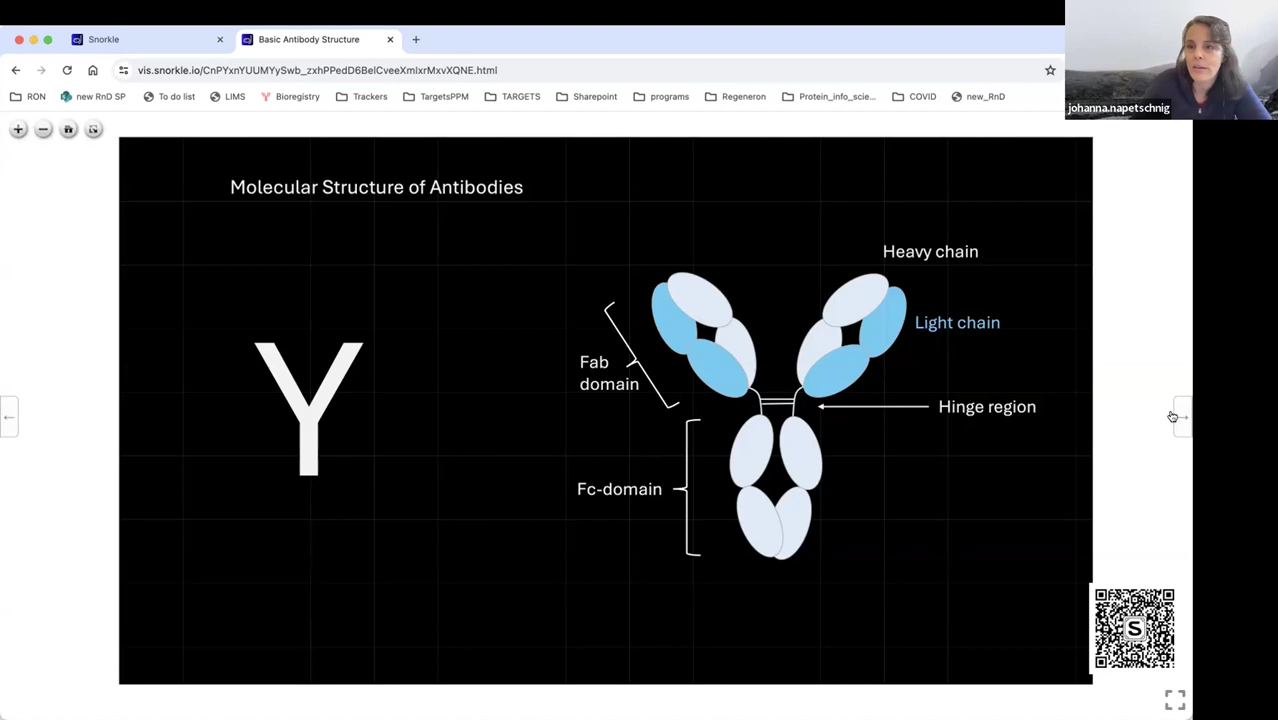 Snorkle
Basic Antibody Structure
vis.snorkle.io/CnPYxnYUUMYySwb_zxhPPedD6BelCveeXmlxrMxvXQNE.html
RON
new RnD SP
To do list
LIMS
Bioregistry
Trackers
TargetsPPM
TARGETS
Sharepoint
programs
Regeneron
Protein_info_scie...
COVID
new_RnD
johanna.napetschnig
Molecular Structure of Antibodies
Heavy chain
Light chain
Fab
domain
Y
Hinge region
Fc-domain
S